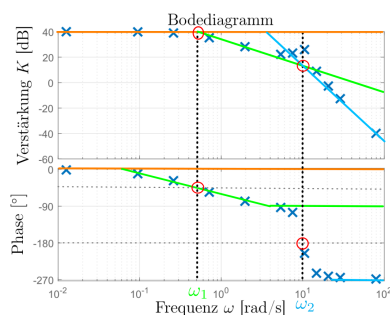 Bodediagramm
Verstärkung K [dB]
40
20
0
-20
-40
-60
Phase [°]
0
-90
-180
-270
10^-2
10^-1
10^0
10^1
10^2
ω1
ω2
Frequenz ω [rad/s]